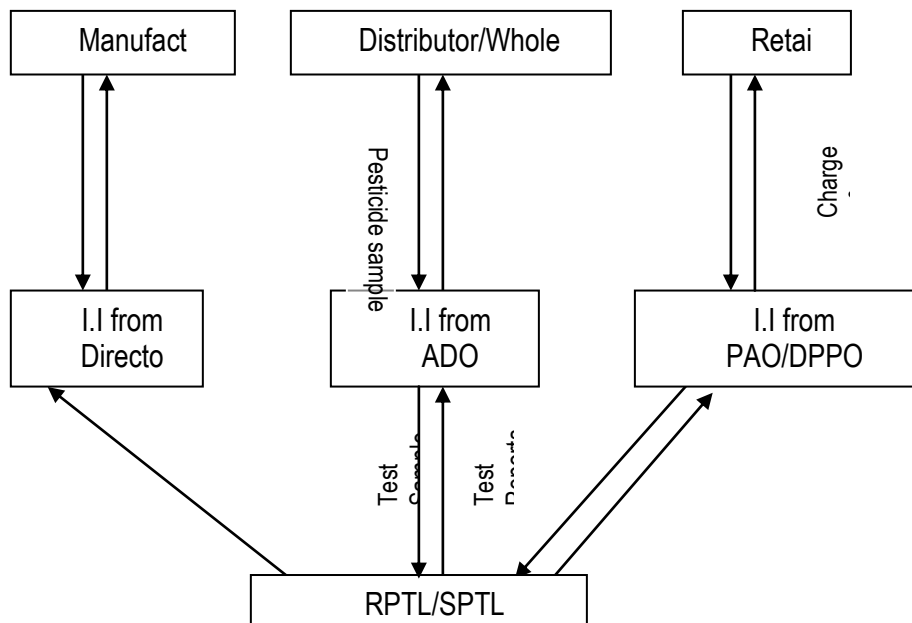 Manufact
Distributor/Whole
Retai
Pesticide sample
Charge
I.I from
Directo
I.I from
ADO
I.I from
PAO/DPPO
Test
Test
RPTL/SPTL